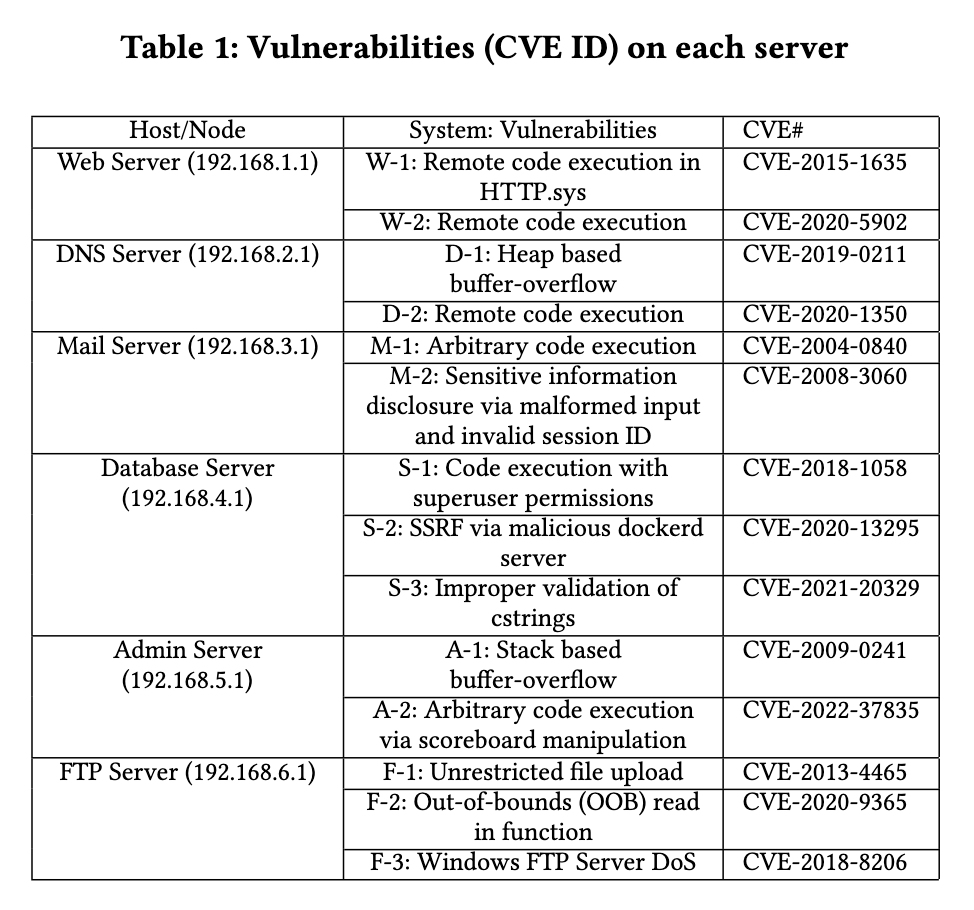 Table 1: Vulnerabilities (CVE ID) on each server
Host/Node System: Vulnerabilities CVE#
Web Server (192.168.1.1) W-1: Remote code execution in CVE-2015-1635
HTTP.sys
W-2: Remote code execution CVE-2020-5902
DNS Server (192.168.2.1) D-1: Heap based CVE-2019-0211
buffer-overflow
D-2: Remote code execution CVE-2020-1350
Mail Server (192.168.3.1) M-1: Arbitrary code execution CVE-2004-0840
M-2: Sensitive information CVE-2008-3060
disclosure via malformed input
and invalid session ID
Database Server S-1: Code execution with CVE-2018-1058
(192.168.4.1) superuser permissions
S-2: SSRF via malicious dockerd CVE-2020-13295
server
S-3: Improper validation of CVE-2021-20329
cstrings
Admin Server A-1: Stack based CVE-2009-0241
(192.168.5.1) buffer-overflow
A-2: Arbitrary code execution CVE-2022-37835
via scoreboard manipulation
FTP Server (192.168.6.1) F-1: Unrestricted file upload CVE-2013-4465
F-2: Out-of-bounds (OOB) read CVE-2020-9365
in function
F-3: Windows FTP Server DoS CVE-2018-8206